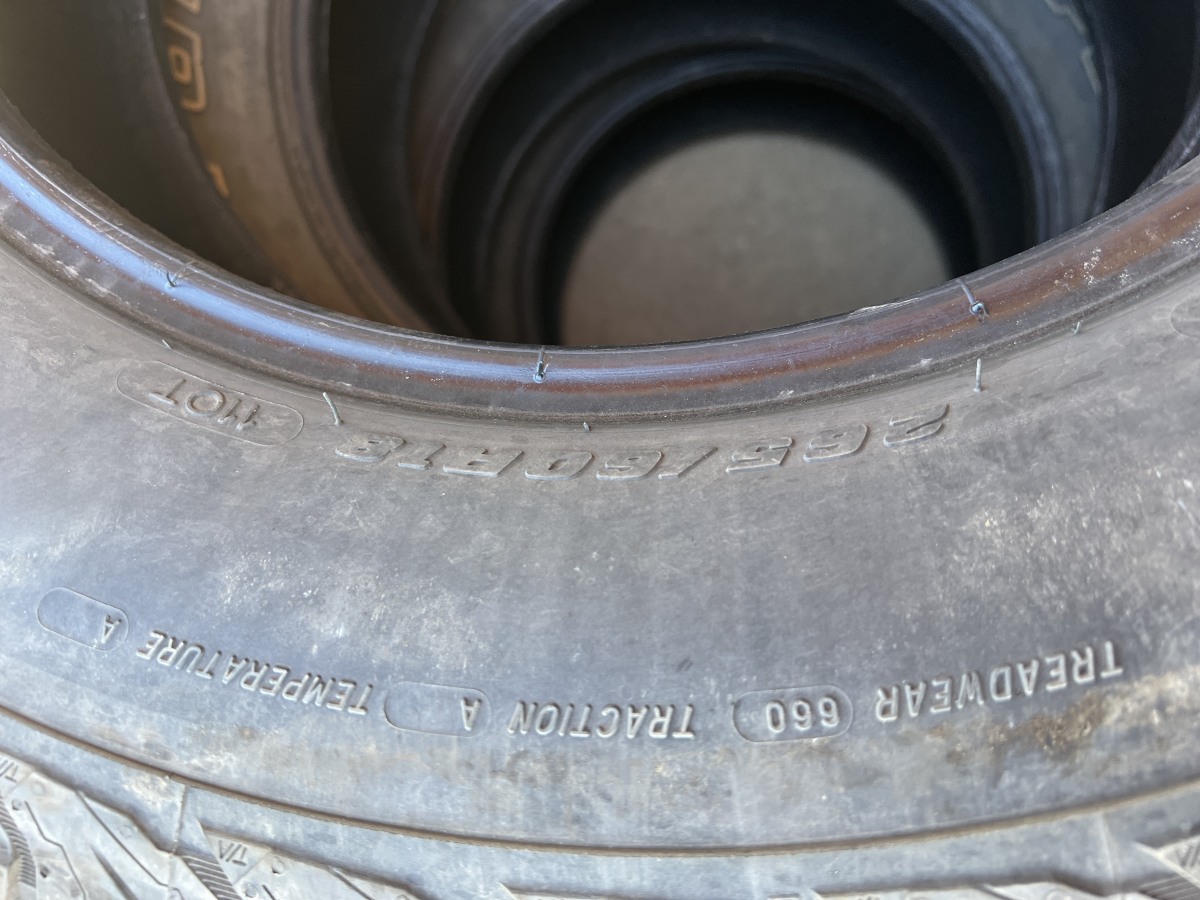 265/60R18 110T
TREADWEAR 660 TRACTION A TEMPERATURE A
T/A
T/A